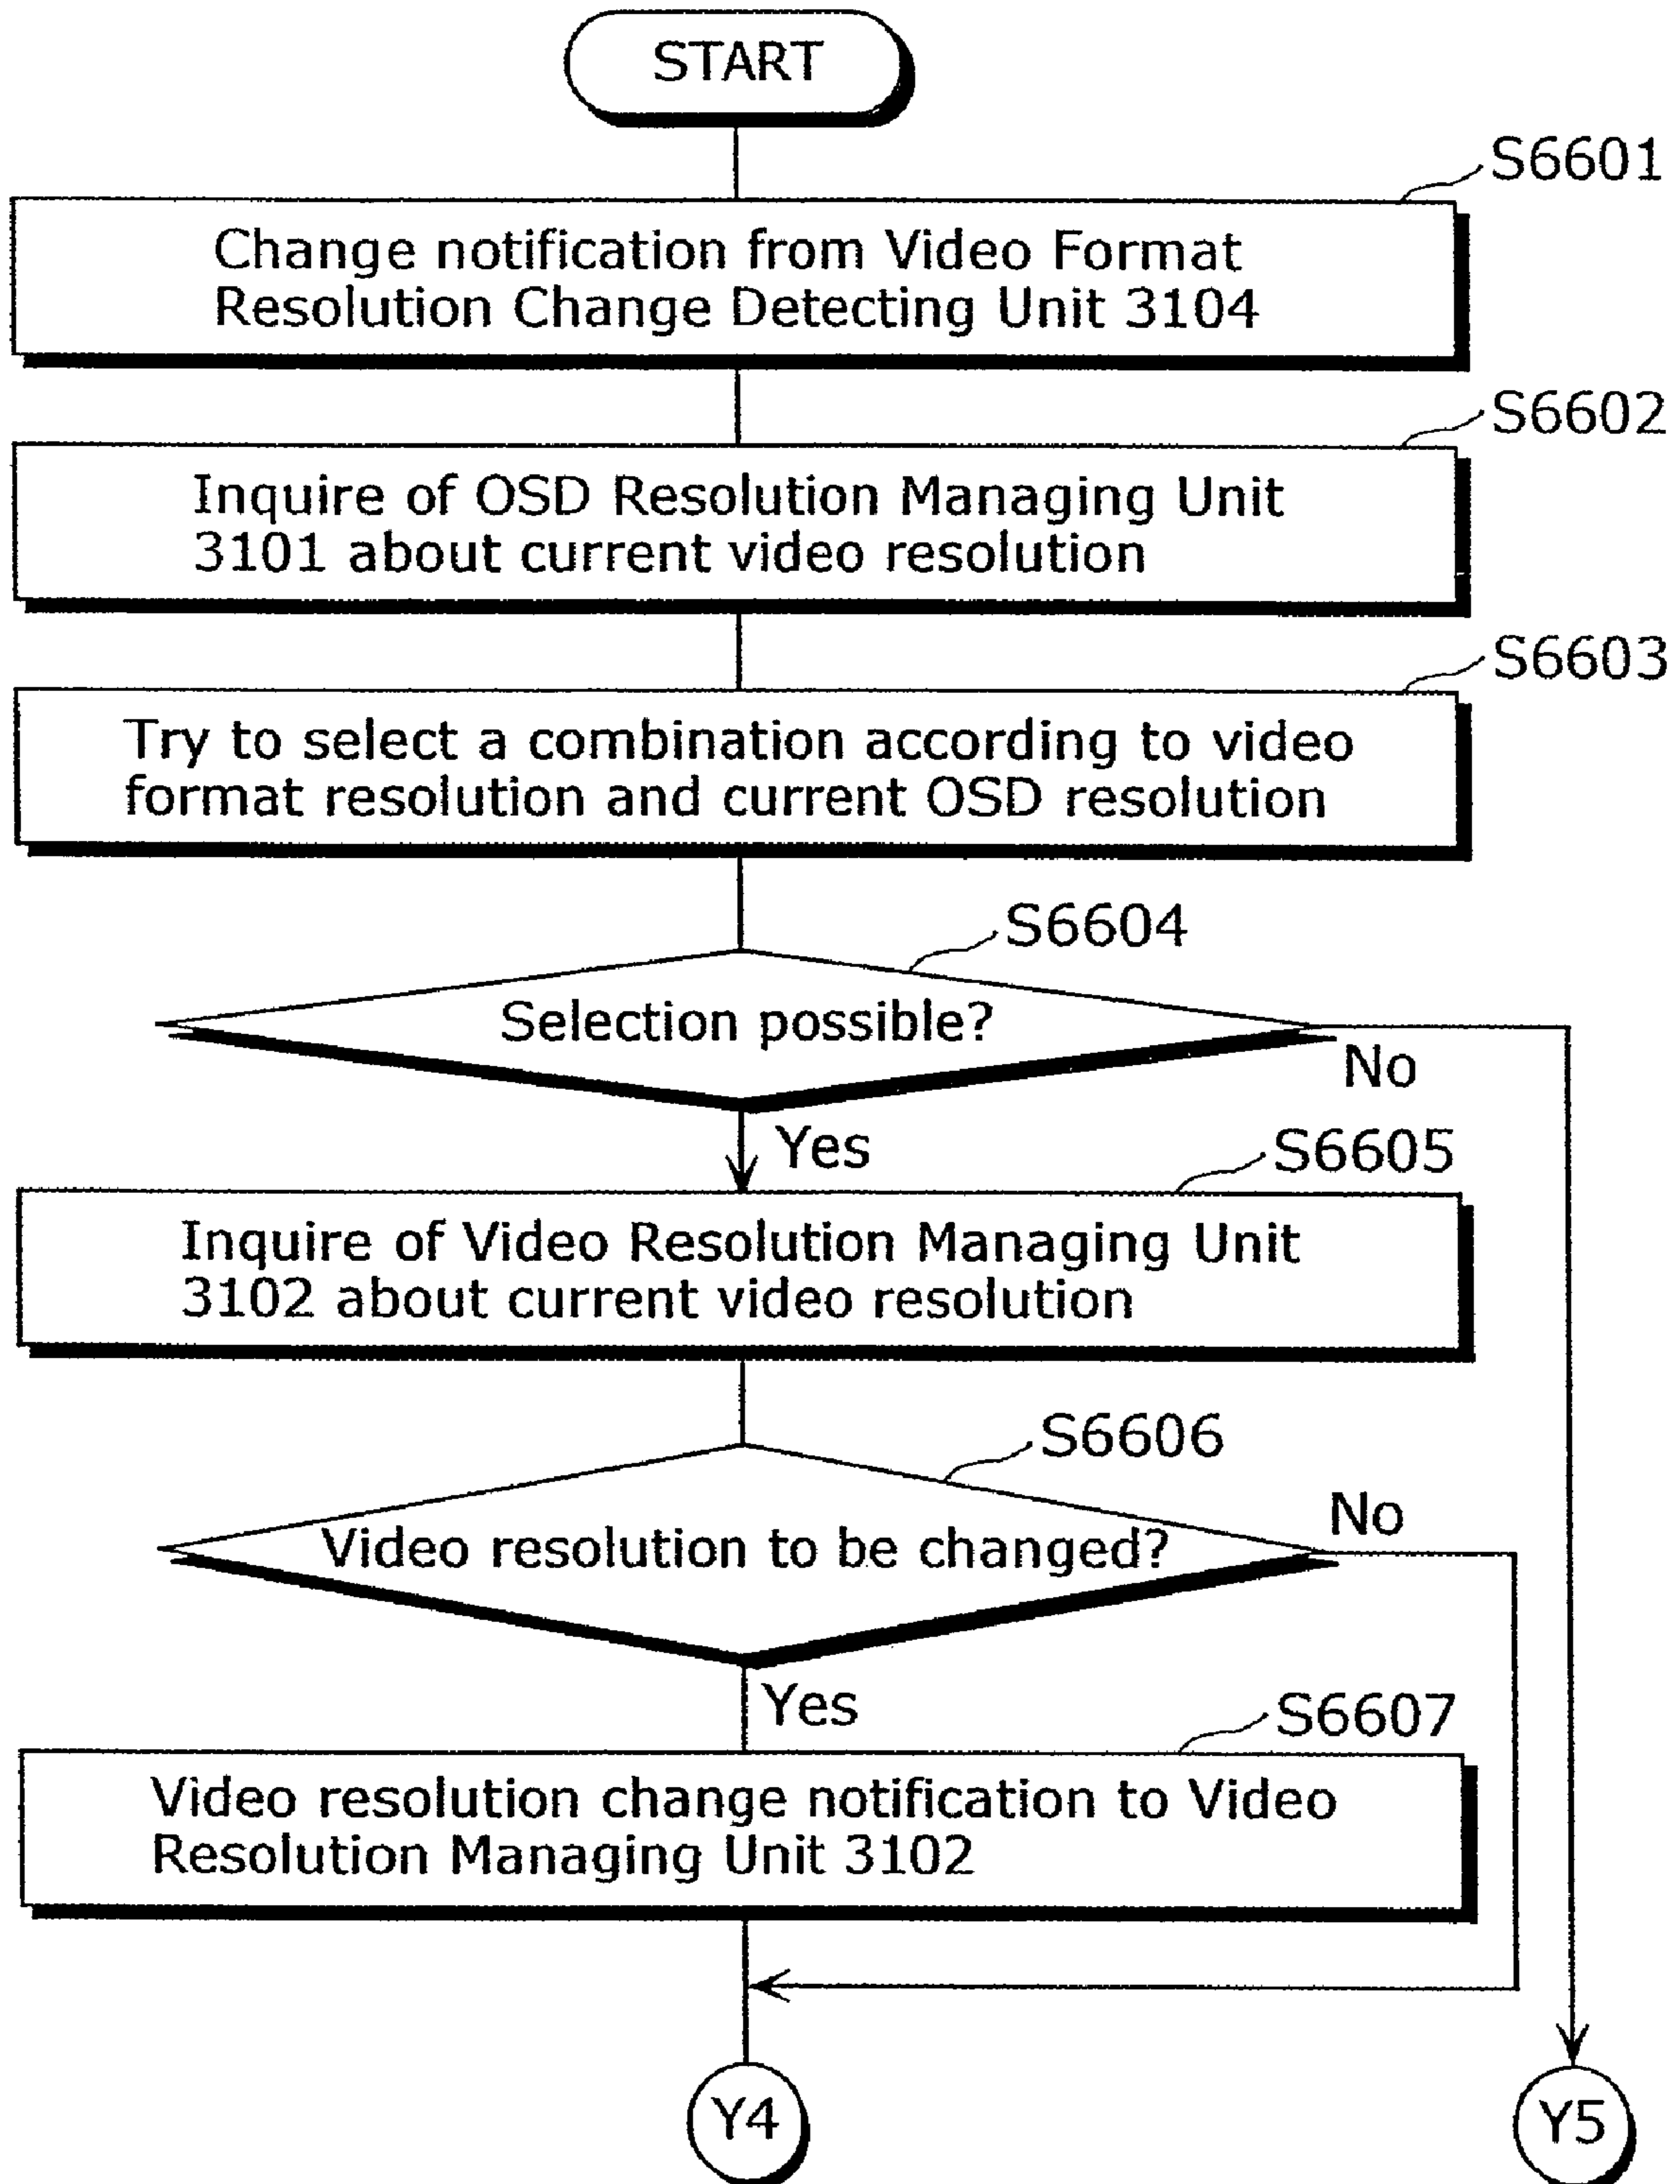 START
S6601
Change notification from Video Format
Resolution Change Detecting Unit 3104
S6602
Inquire of OSD Resolution Managing Unit
3101 about current video resolution
S6603
Try to select a combination according to video
format resolution and current OSD resolution
S6604
Selection possible?
No
Yes
S6605
Inquire of Video Resolution Managing Unit
3102 about current video resolution
S6606
No
Video resolution to be changed?
Yes
S6607
Video resolution change notification to Video
Resolution Managing Unit 3102
Y4
Y5